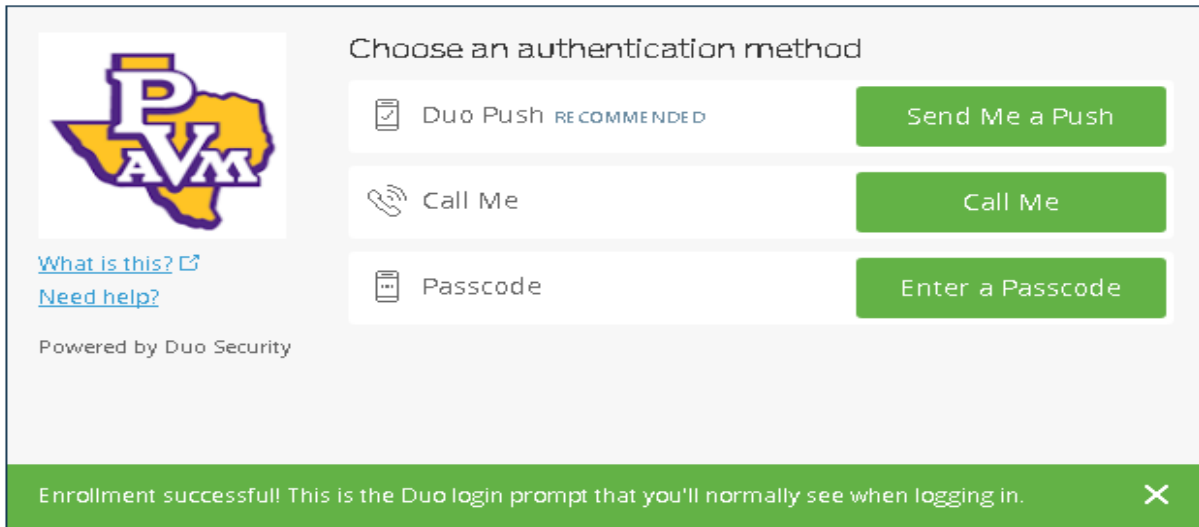 PV
AVM
What is this?
Need help?
Powered by Duo Security
Choose an authentication method
Duo Push RECOMMENDED
Send Me a Push
Call Me
Call Me
Passcode
Enter a Passcode
Enrollment successful! This is the Duo login prompt that you'll normally see when logging in.